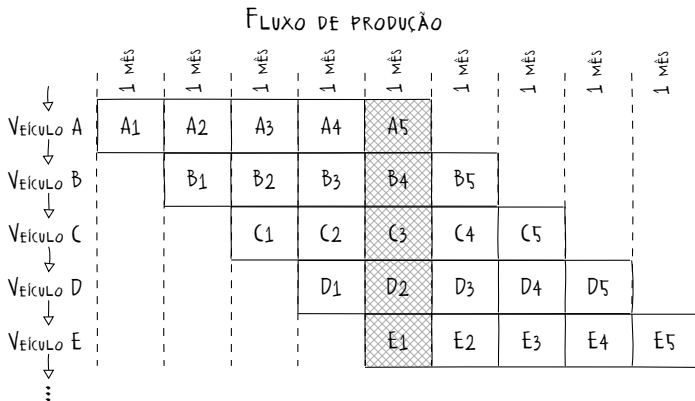 Fluxo de produção
1 mês 1 mês 1 mês 1 mês 1 mês 1 mês 1 mês 1 mês 1 mês
Veículo A A1 A2 A3 A4 A5
Veículo B B1 B2 B3 B4 B5
Veículo C C1 C2 C3 C4 C5
Veículo D D1 D2 D3 D4 D5
Veículo E E1 E2 E3 E4 E5
...